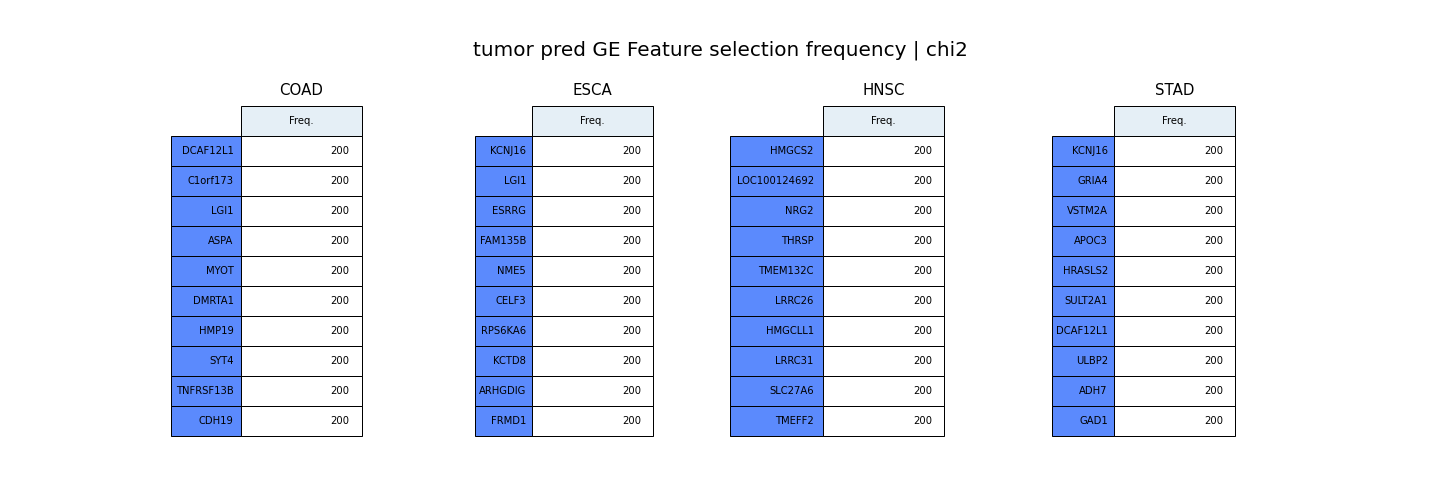 tumor pred GE Feature selection frequency | chi2
COAD
Freq.
DCAF12L1 200
C1orf173 200
LGI1 200
ASPA 200
MYOT 200
DMRTA1 200
HMP19 200
SYT4 200
TNFRSF13B 200
CDH19 200
ESCA
Freq.
KCNJ16 200
LGI1 200
ESRRG 200
FAM135B 200
NME5 200
CELF3 200
RPS6KA6 200
KCTD8 200
ARHGDIG 200
FRMD1 200
HNSC
Freq.
HMGCS2 200
LOC100124692 200
NRG2 200
THRSP 200
TMEM132C 200
LRRC26 200
HMGCLL1 200
LRRC31 200
SLC27A6 200
TMEFF2 200
STAD
Freq.
KCNJ16 200
GRIA4 200
VSTM2A 200
APOC3 200
HRASLS2 200
SULT2A1 200
DCAF12L1 200
ULBP2 200
ADH7 200
GAD1 200